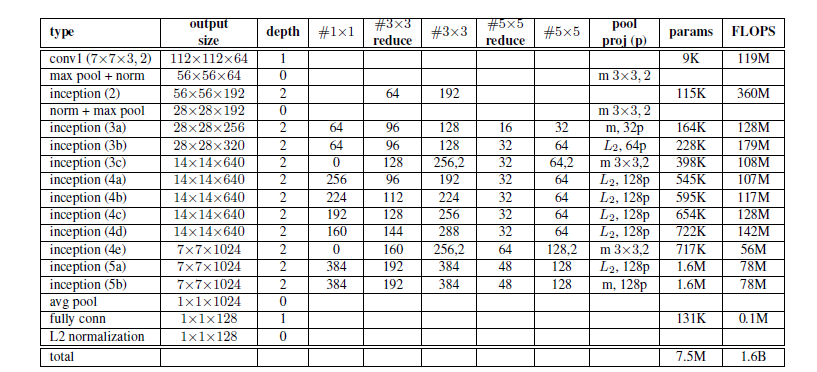 type output size depth #1×1 #3×3 reduce #3×3 #5×5 reduce #5×5 pool proj (p) params FLOPS
conv1 (7×7×3, 2) 112×112×64 1 9K 119M
max pool + norm 56×56×64 0 m 3×3, 2
inception (2) 56×56×192 2 64 192 115K 360M
norm + max pool 28×28×192 0 m 3×3, 2
inception (3a) 28×28×256 2 64 96 128 16 32 m, 32p 164K 128M
inception (3b) 28×28×320 2 64 96 128 32 64 L2, 64p 228K 179M
inception (3c) 14×14×640 2 0 128 256,2 32 64,2 m 3×3,2 398K 108M
inception (4a) 14×14×640 2 256 96 192 32 64 L2, 128p 545K 107M
inception (4b) 14×14×640 2 224 112 224 32 64 L2, 128p 595K 117M
inception (4c) 14×14×640 2 192 128 256 32 64 L2, 128p 654K 128M
inception (4d) 14×14×640 2 160 144 288 32 64 L2, 128p 722K 142M
inception (4e) 7×7×1024 2 0 160 256,2 64 128,2 m 3×3,2 717K 56M
inception (5a) 7×7×1024 2 384 192 384 48 128 L2, 128p 1.6M 78M
inception (5b) 7×7×1024 2 384 192 384 48 128 m, 128p 1.6M 78M
avg pool 1×1×1024 0
fully conn 1×1×128 1 131K 0.1M
L2 normalization 1×1×128 0
total 7.5M 1.6B